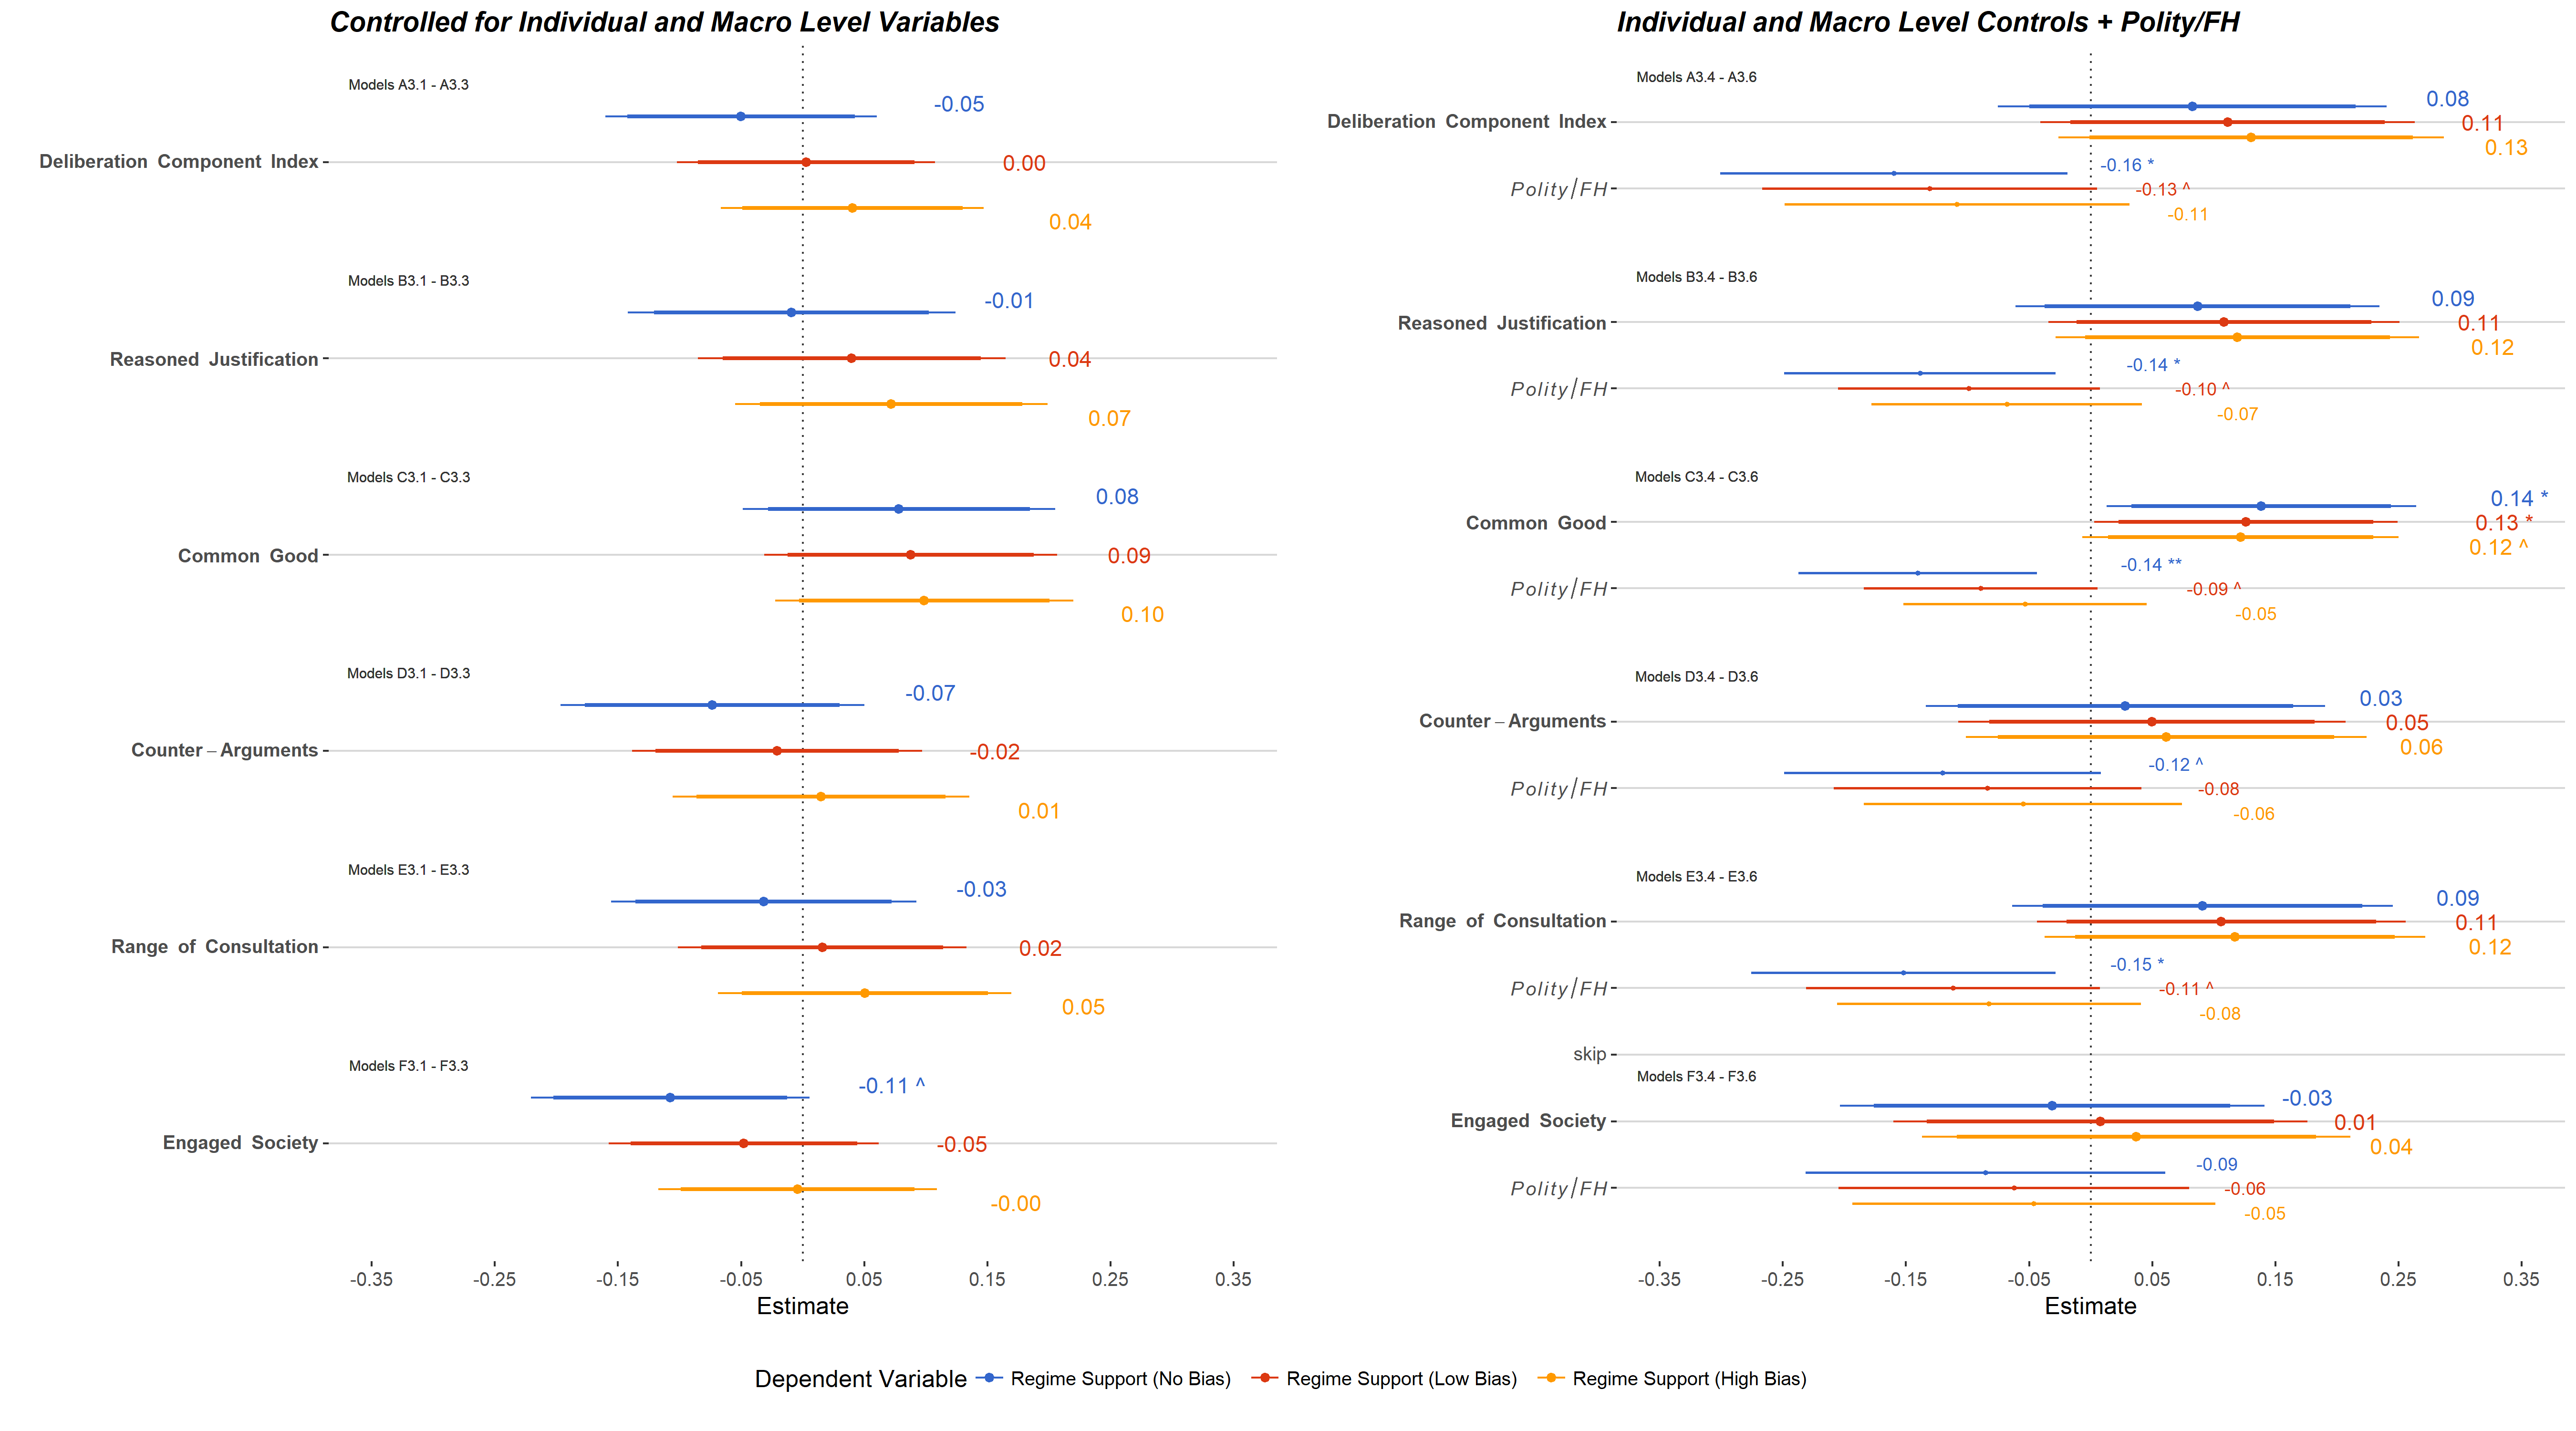 Controlled for Individual and Macro Level Variables
Models A3.1 - A3.3
-0.05
Deliberation Component Index
0.00
0.04
Models B3.1 - B3.3
-0.01
Reasoned Justification
0.04
0.07
Models C3.1 - C3.3
0.08
Common Good
0.09
0.10
Models D3.1 - D3.3
-0.07
Counter–Arguments
-0.02
0.01
Models E3.1 - E3.3
-0.03
Range of Consultation
0.02
0.05
Models F3.1 - F3.3
-0.11 ^
Engaged Society
-0.05
-0.00
-0.35 -0.25 -0.15 -0.05 0.05 0.15 0.25 0.35
Estimate
Individual and Macro Level Controls + Polity/FH
Models A3.4 - A3.6
0.08
Deliberation Component Index
0.11
0.13
-0.16 *
Polity/FH
-0.13 ^
-0.11
Models B3.4 - B3.6
0.09
Reasoned Justification
0.11
0.12
-0.14 *
Polity/FH
-0.10 ^
-0.07
Models C3.4 - C3.6
0.14 *
Common Good
0.13 *
0.12 ^
-0.14 **
Polity/FH
-0.09 ^
-0.05
Models D3.4 - D3.6
0.03
Counter–Arguments
0.05
0.06
-0.12 ^
Polity/FH
-0.08
-0.06
Models E3.4 - E3.6
0.09
Range of Consultation
0.11
0.12
-0.15 *
Polity/FH
-0.11 ^
-0.08
skip
Models F3.4 - F3.6
-0.03
Engaged Society
0.01
0.04
-0.09
Polity/FH
-0.06
-0.05
-0.35 -0.25 -0.15 -0.05 0.05 0.15 0.25 0.35
Estimate
Dependent Variable Regime Support (No Bias) Regime Support (Low Bias) Regime Support (High Bias)